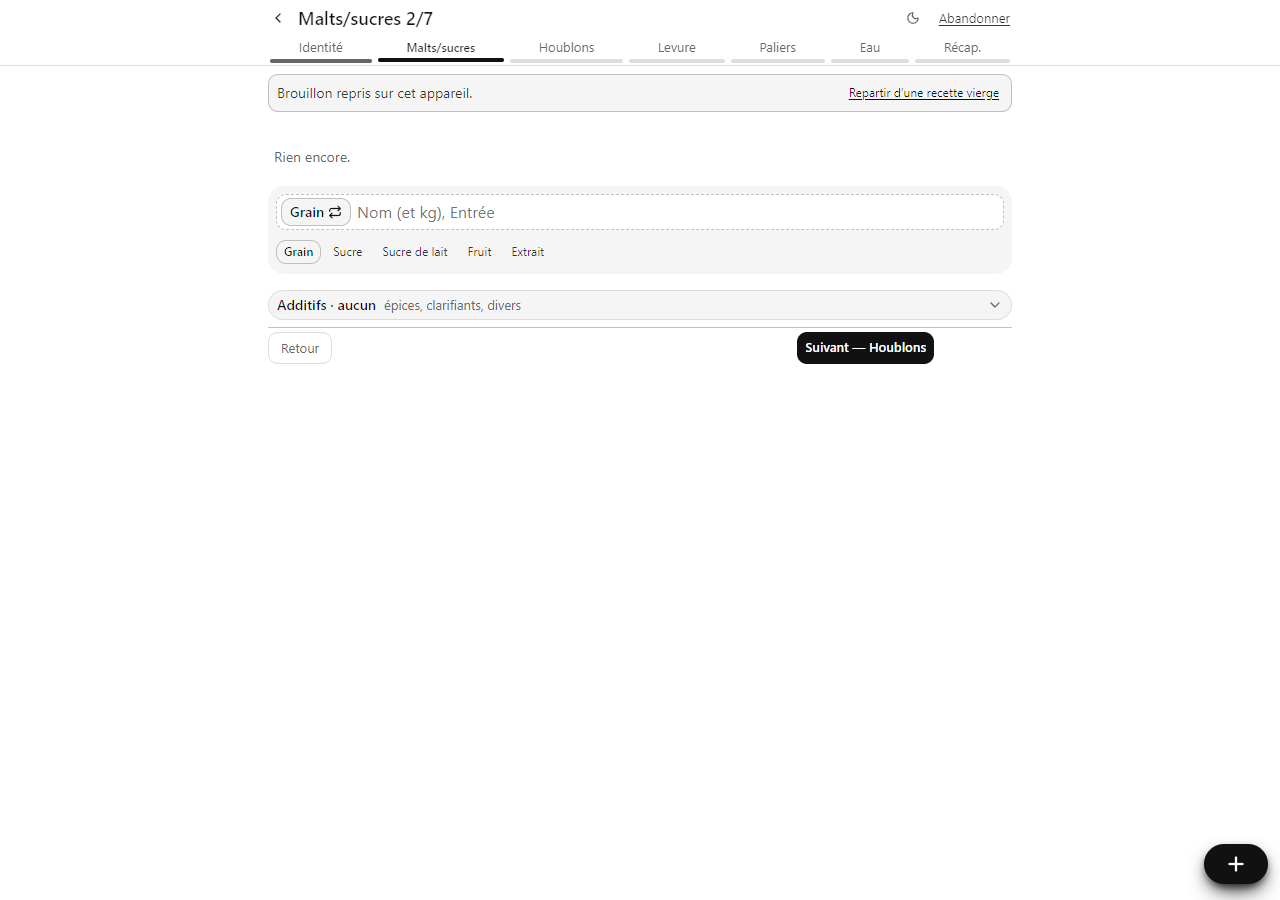 Malts/sucres 2/7
Abandonner
Identité Malts/sucres Houblons Levure Paliers Eau Récap.
Brouillon repris sur cet appareil.
Repartir d’une recette vierge
Rien encore.
Grain Nom (et kg), Entrée
Grain Sucre Sucre de lait Fruit Extrait
Additifs · aucun épices, clarifiants, divers
Retour
Suivant — Houblons